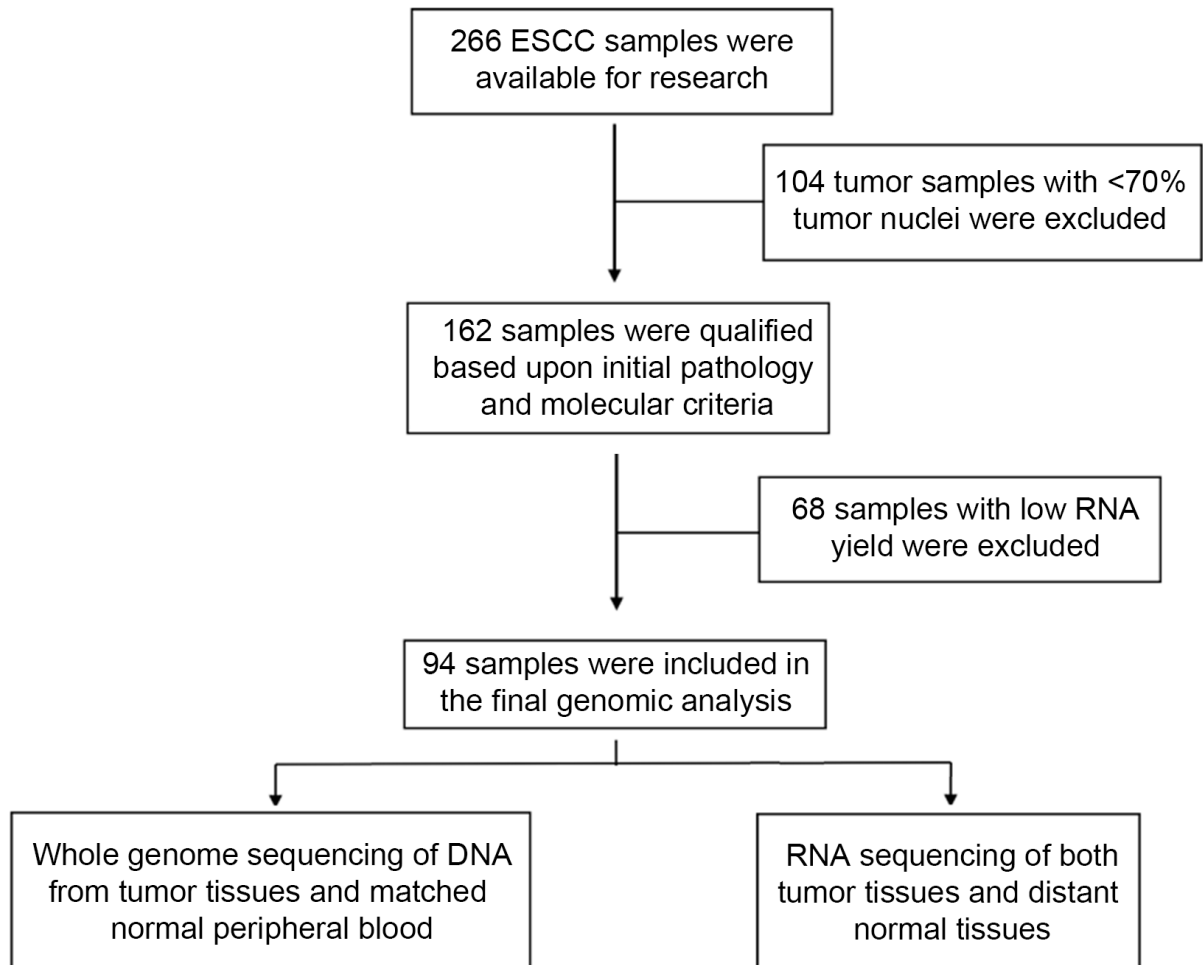 266 ESCC samples were
available for research
104 tumor samples with <70%
tumor nuclei were excluded
162 samples were qualified
based upon initial pathology
and molecular criteria
68 samples with low RNA
yield were excluded
94 samples were included in
the final genomic analysis
Whole genome sequencing of DNA
from tumor tissues and matched
normal peripheral blood
RNA sequencing of both
tumor tissues and distant
normal tissues